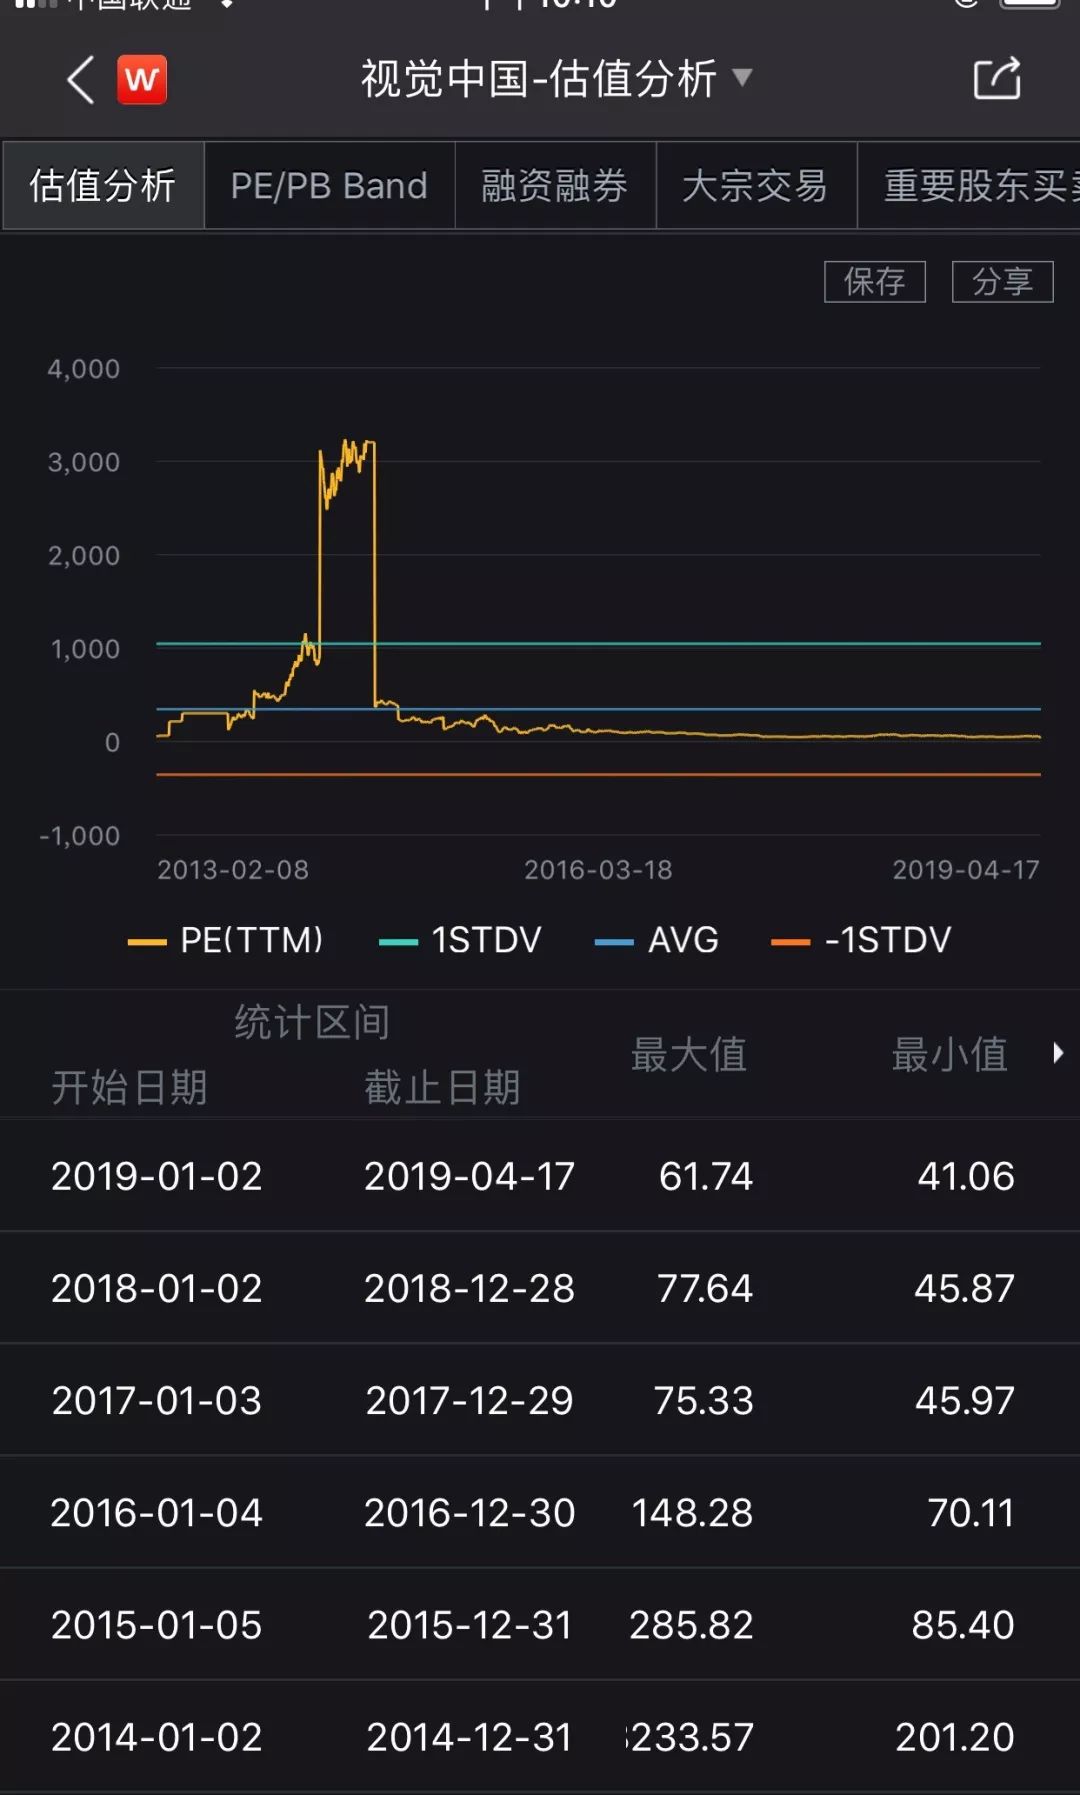 中国联通
W
视觉中国-估值分析
估值分析 PE/PB Band 融资融券 大宗交易 重要股东买卖
保存 分享
4,000
3,000
2,000
1,000
0
-1,000
2013-02-08 2016-03-18 2019-04-17
PE(TTM) 1STDV AVG -1STDV
统计区间
开始日期 截止日期 最大值 最小值
2019-01-02 2019-04-17 61.74 41.06
2018-01-02 2018-12-28 77.64 45.87
2017-01-03 2017-12-29 75.33 45.97
2016-01-04 2016-12-30 148.28 70.11
2015-01-05 2015-12-31 285.82 85.40
2014-01-02 2014-12-31 3233.57 201.20